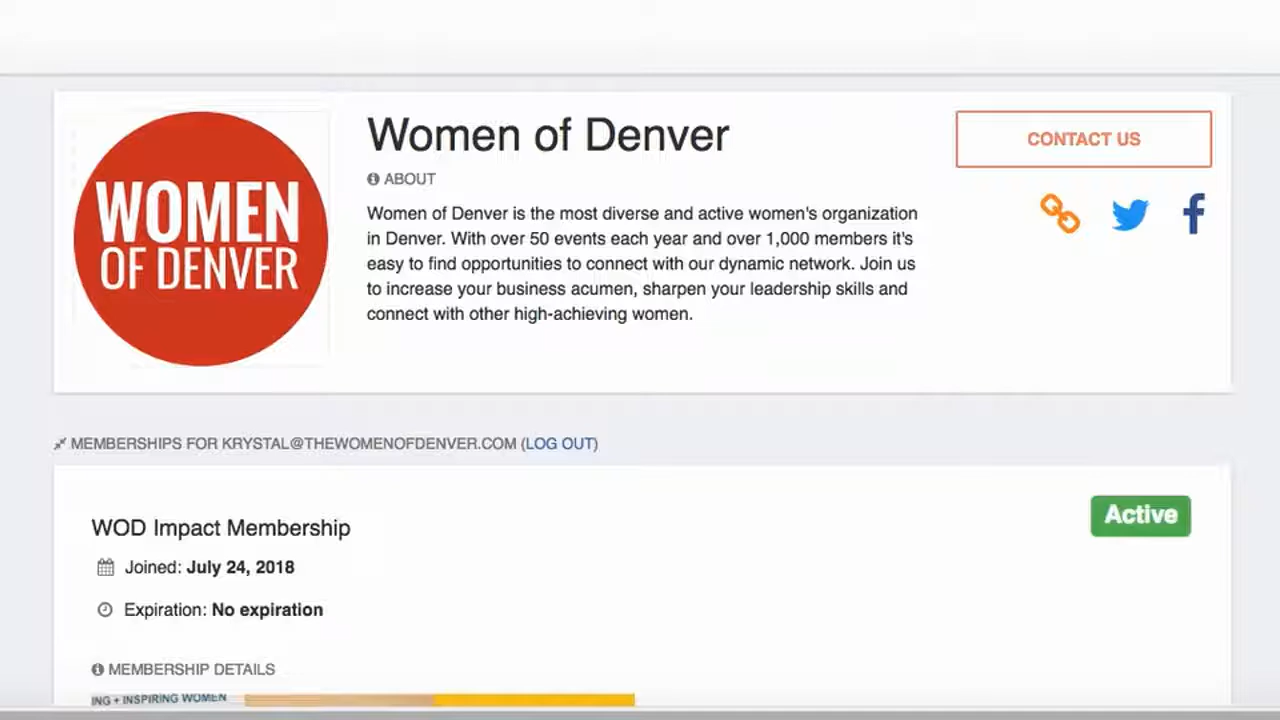 WOMEN
OF DENVER
Women of Denver
ABOUT
Women of Denver is the most diverse and active women's organization
in Denver. With over 50 events each year and over 1,000 members it's
easy to find opportunities to connect with our dynamic network. Join us
to increase your business acumen, sharpen your leadership skills and
connect with other high-achieving women.
CONTACT US
MEMBERSHIPS FOR KRYSTAL@THEWOMENOFDENVER.COM (LOG OUT)
WOD Impact Membership
Active
Joined: July 24, 2018
Expiration: No expiration
MEMBERSHIP DETAILS
ING + INSPIRING WOMEN